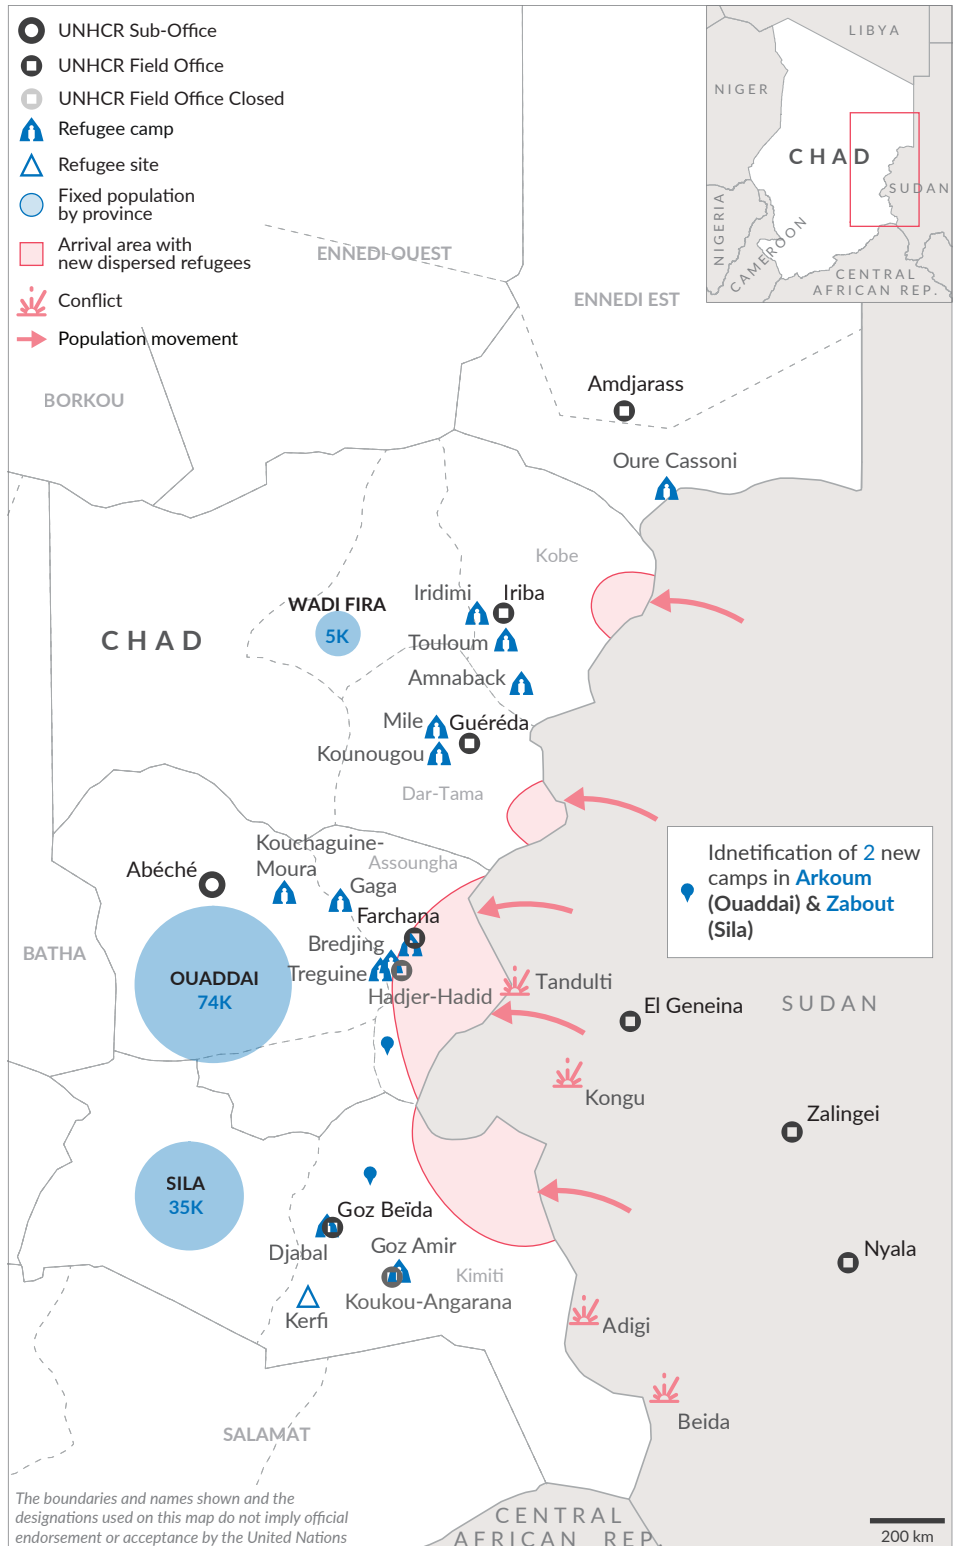 UNHCR Sub-Office
UNHCR Field Office
UNHCR Field Office Closed
Refugee camp
Refugee site
Fixed population
by province
Arrival area with
new dispersed refugees
Conflict
Population movement
LIBYA
NIGER
CHAD
SUDAN
NIGERIA
CAMEROON
CENTRAL
AFRICAN REP.
ENNEDI OUEST
ENNEDI EST
BORKOU
Amdjarass
Oure Cassoni
Kobe
WADI FIRA
5K
Iridimi
Iriba
CHAD
Touloum
Amnaback
Mile
Guéréda
Kounougou
Dar-Tama
Kouchaguine-
Moura
Assoungha
Abéché
Gaga
Farchana
Bredjing
Treguine
Hadjer-Hadid
BATHA
OUADDAI
74K
Idnetification of 2 new
camps in Arkoum
(Ouaddai) & Zabout
(Sila)
Tandulti
El Geneina
SUDAN
Kongu
Zalingei
SILA
35K
Goz Beïda
Djabal
Goz Amir
Kimiti
Koukou-Angarana
Kerfi
Nyala
Adigi
Beida
SALAMAT
The boundaries and names shown and the
designations used on this map do not imply official
endorsement or acceptance by the United Nations
CENTRAL
AFRICAN REP.
200 km